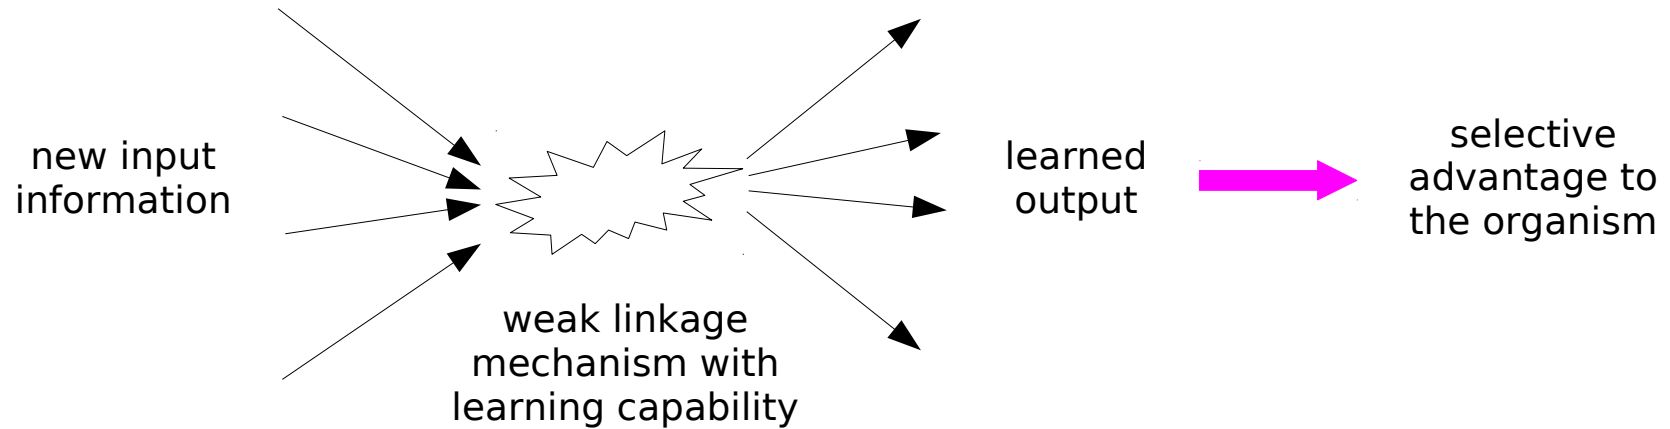 new input
information
weak linkage
mechanism with
learning capability
learned
output
selective
advantage to
the organism